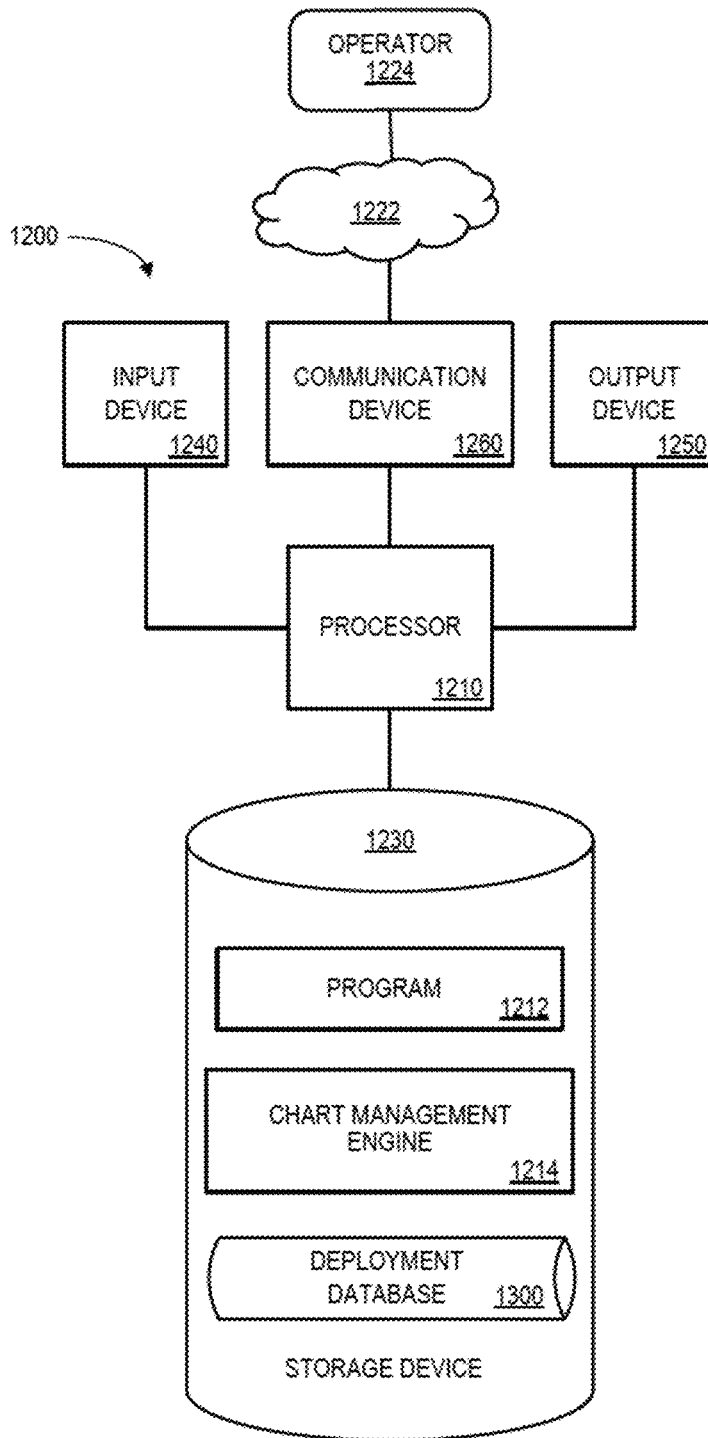 OPERATOR
1224
1222
1200
INPUT
DEVICE
1240
COMMUNICATION
DEVICE
1260
OUTPUT
DEVICE
1250
PROCESSOR
1210
1230
PROGRAM
1212
CHART MANAGEMENT
ENGINE
1214
DEPLOYMENT
DATABASE
1300
STORAGE DEVICE